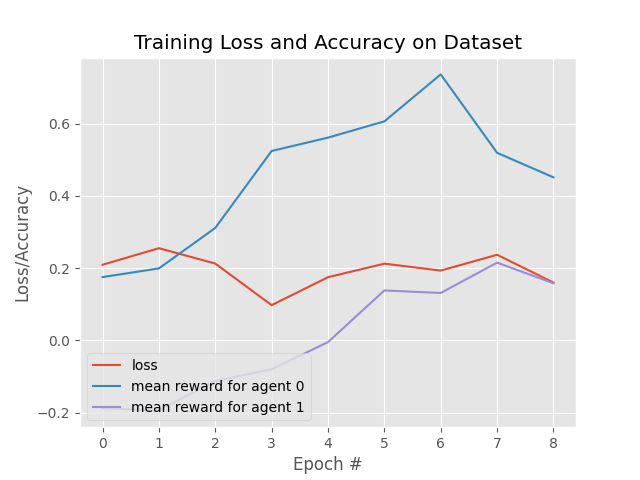 Training Loss and Accuracy on Dataset
Loss/Accuracy
0.6
0.4
0.2
0.0
−0.2
loss
mean reward for agent 0
mean reward for agent 1
0 1 2 3 4 5 6 7 8
Epoch #